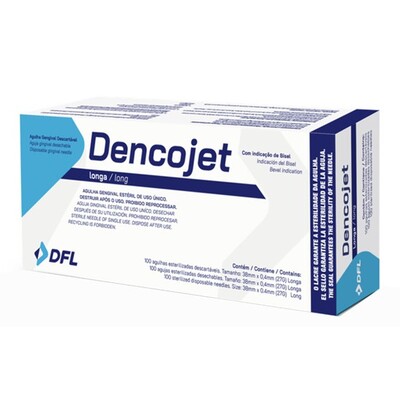 Agulha Gengival Descartável
Aguja gingival desechable
Disposable gingival needle
Dencojet
Com indicação de Bisel
Indicación del Bisel
Bevel indication
longa / long
AGULHA GENGIVAL ESTÉRIL DE USO ÚNICO.
DESTRUIR APÓS O USO. PROIBIDO REPROCESSAR.
AGUJA GINGIVAL ESTÉRIL DE USO ÚNICO. DESECHAR
DESPUÉS DE SU UTILIZACIÓN. PROHIBIDO REPROCESAR.
STERILE NEEDLE OF SINGLE USE. DISPOSE AFTER USE.
RECYCLING IS FORBIDDEN.
DFL
Contém / Contiene / Contains:
100 agulhas esterilizadas descartáveis. Tamanho: 38mm x 0,4mm (27G) Longa
100 agujas esterilizadas desechables. Tamaño: 38mm x 0,4mm (27G) Longa
100 sterilized disposable needles. Size: 38mm x 0.4mm (27G) Long
O LACRE GARANTE A ESTERILIDADE DA AGULHA.
EL SELLO GARANTIZA LA ESTERILIDAD DE LA AGUJA.
THE SEAL GUARANTEES THE STERILITY OF THE NEEDLE.
Dencojet
Longa / long
DFL